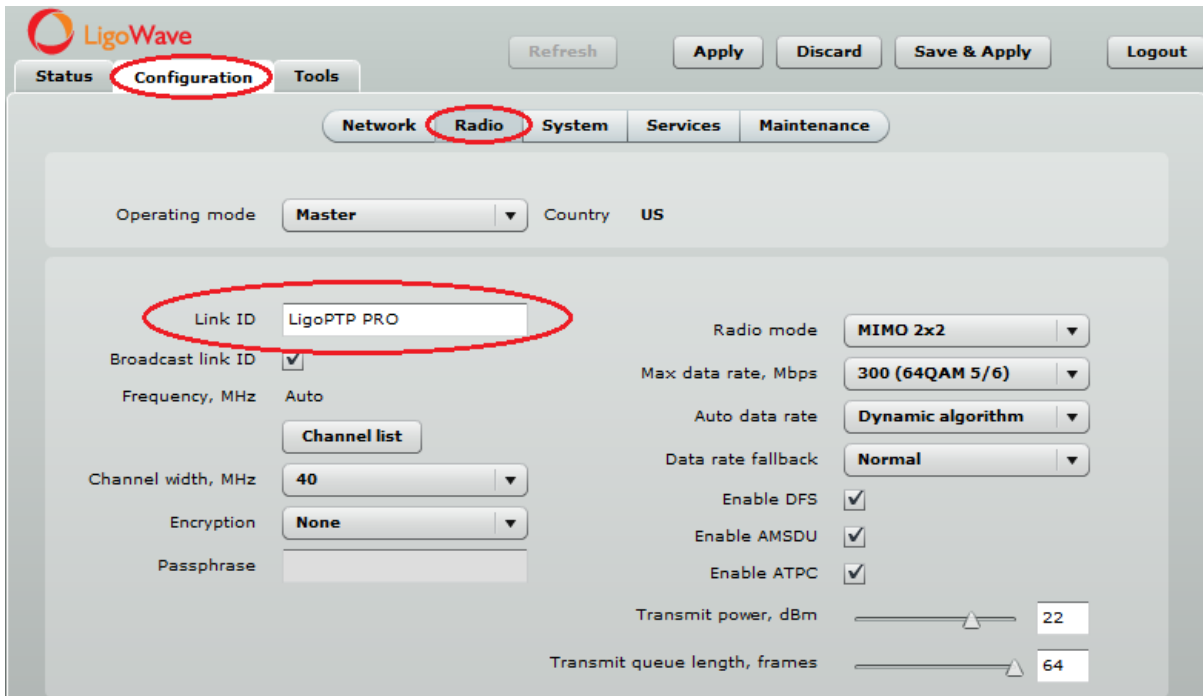 LigoWave
Refresh Apply Discard Save & Apply Logout
Status Configuration Tools
Network Radio System Services Maintenance
Operating mode Master Country US
Link ID LigoPTP PRO
Broadcast link ID
Frequency, MHz Auto
Channel list
Channel width, MHz 40
Encryption None
Passphrase
Radio mode MIMO 2x2
Max data rate, Mbps 300 (64QAM 5/6)
Auto data rate Dynamic algorithm
Data rate fallback Normal
Enable DFS
Enable AMSDU
Enable ATPC
Transmit power, dBm 22
Transmit queue length, frames 64